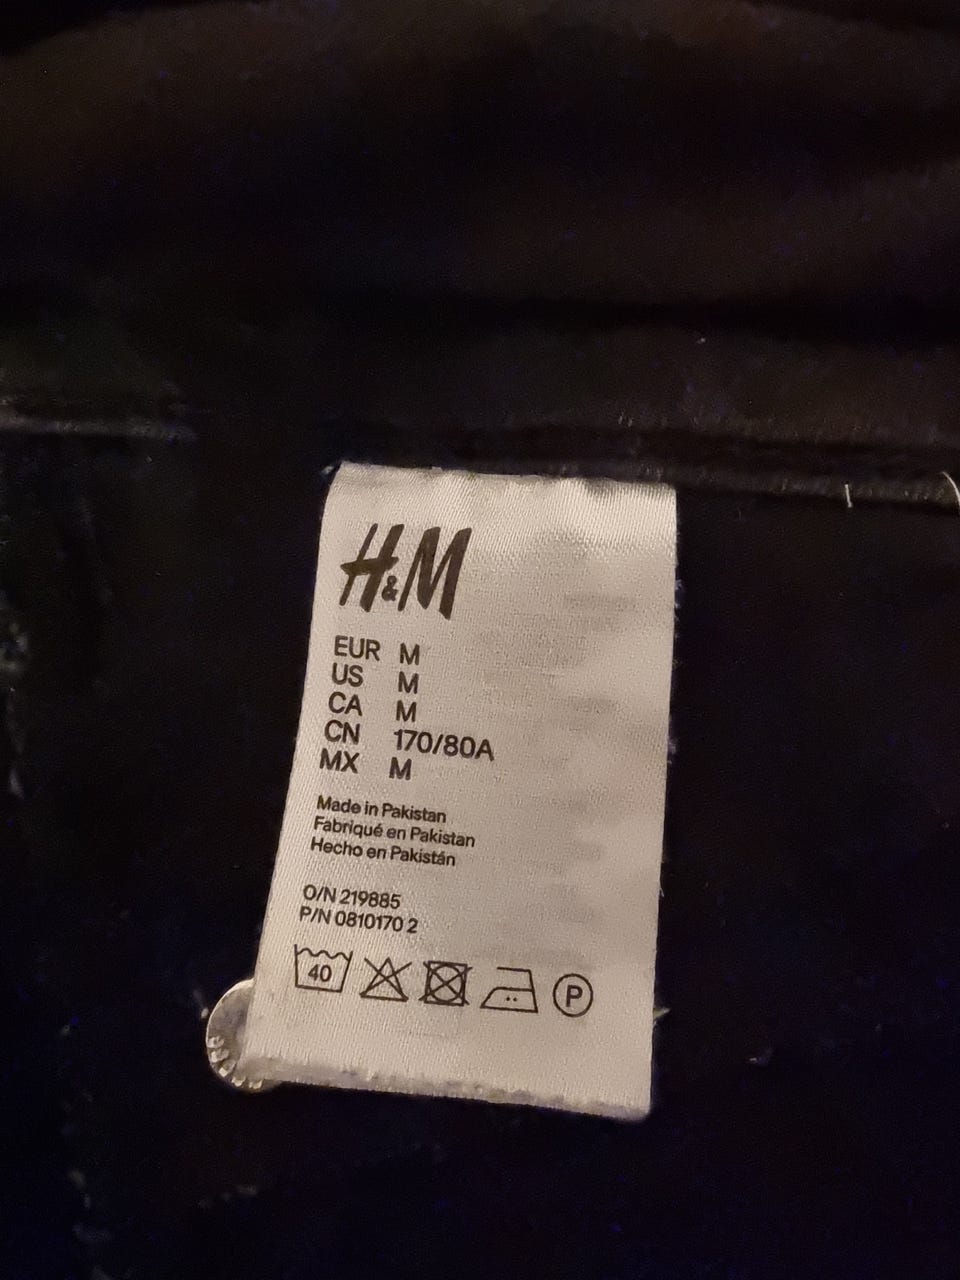 H&M
EUR M
US M
CA M
CN 170/80A
MX M
Made in Pakistan
Fabriqué en Pakistan
Hecho en Pakistán
O/N 219885
P/N 0810170 2
40 P